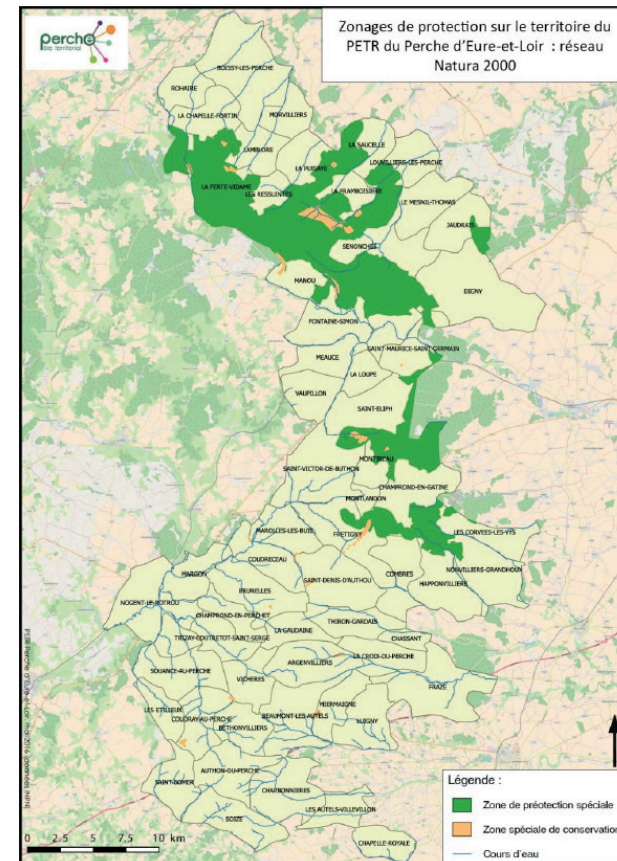 perche
pôle territorial
Zonages de protection sur le territoire du
PETR du Perche d'Eure-et-Loir : réseau
Natura 2000
BOISSY-LES-PERCHE
ROHAIRE
LA CHAPELLE-FORTIN
MORVILLIERS
LAMBLORE
LA SAUCELLE
LA PUISAYE
LOUVILLIERS-LES-PERCHE
LA FERTE-VIDAME
LES RESSUINTES
LA FRAMBOISIERE
LE MESNIL-THOMAS
JAUDRAIS
SENONCHES
MANOU
DIGNY
FONTAINE-SIMON
SAINT-MAURICE-SAINT-GERMAIN
MEAUCE
LA LOUPE
VAUPILLON
SAINT-ELIPH
MONTIREAU
SAINT-VICTOR-DE-BUTHON
CHAMPROND-EN-GATINE
MONTLANDON
MAROLLES-LES-BUIS
FRETIGNY
LES CORVEES-LES-YYS
COUDRECEAU
MARGON
SAINT-DENIS-D'AUTHOU
COMBRES
NONVILLIERS-GRANDHOUX
HAPPONVILLIERS
BRUNELLES
NOGENT-LE-ROTROU
CHAMPROND-EN-PERCHET
THIRON-GARDAIS
LA GAUDAINE
TRIZAY-COUTRETOT-SAINT-SERGE
CHASSANT
LA CROIX-DU-PERCHE
ARGENVILLIERS
SOUANCE-AU-PERCHE
VICHERES
FRAZE
LES ETILLEUX
MIERMAIGNE
COUDRAY-AU-PERCHE
BEAUMONT-LES-AUTELS
LUIGNY
BETHONVILLIERS
AUTHON-DU-PERCHE
SAINT-BOMER
CHARBONNIERES
LES AUTELS-VILLEVILLON
SOIZE
CHAPELLE-ROYALE
0 2.5 5 7.5 10 km
Légende :
Zone de préotection spéciale
Zone spéciale de conservation
Cours d'eau